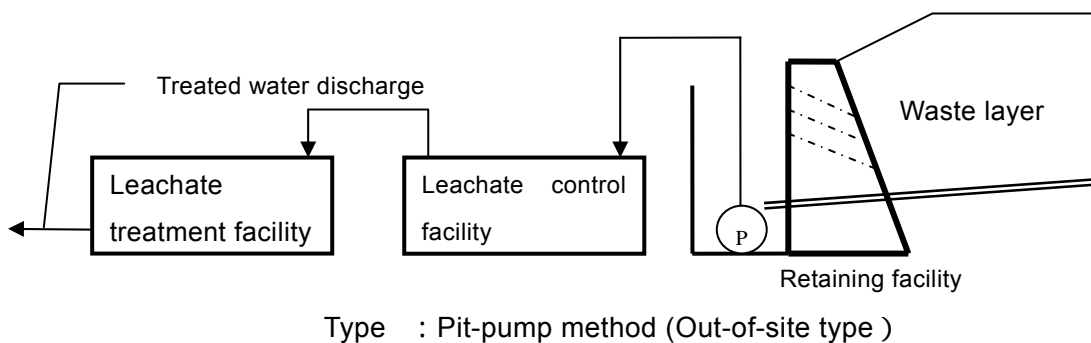 Treated water discharge
Waste layer
Leachate
treatment facility
Leachate control
facility
P
Retaining facility
Type : Pit-pump method (Out-of-site type )